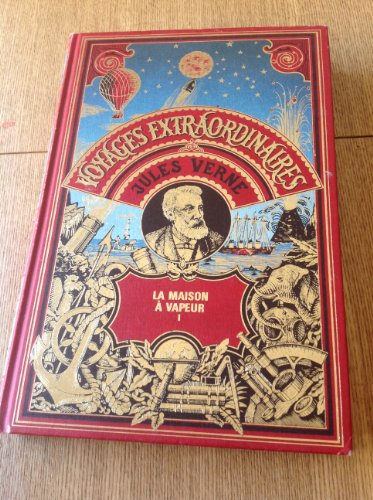 VOYAGES EXTRAORDINAIRES
JULES VERNE
LA MAISON
À VAPEUR
I